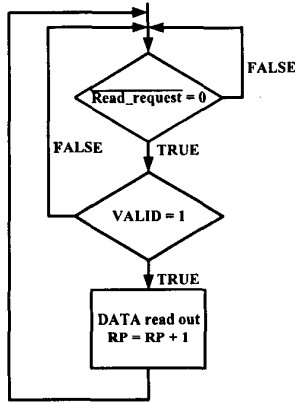 Read_request = 0
FALSE
FALSE
TRUE
VALID = 1
TRUE
DATA read out
RP = RP + 1